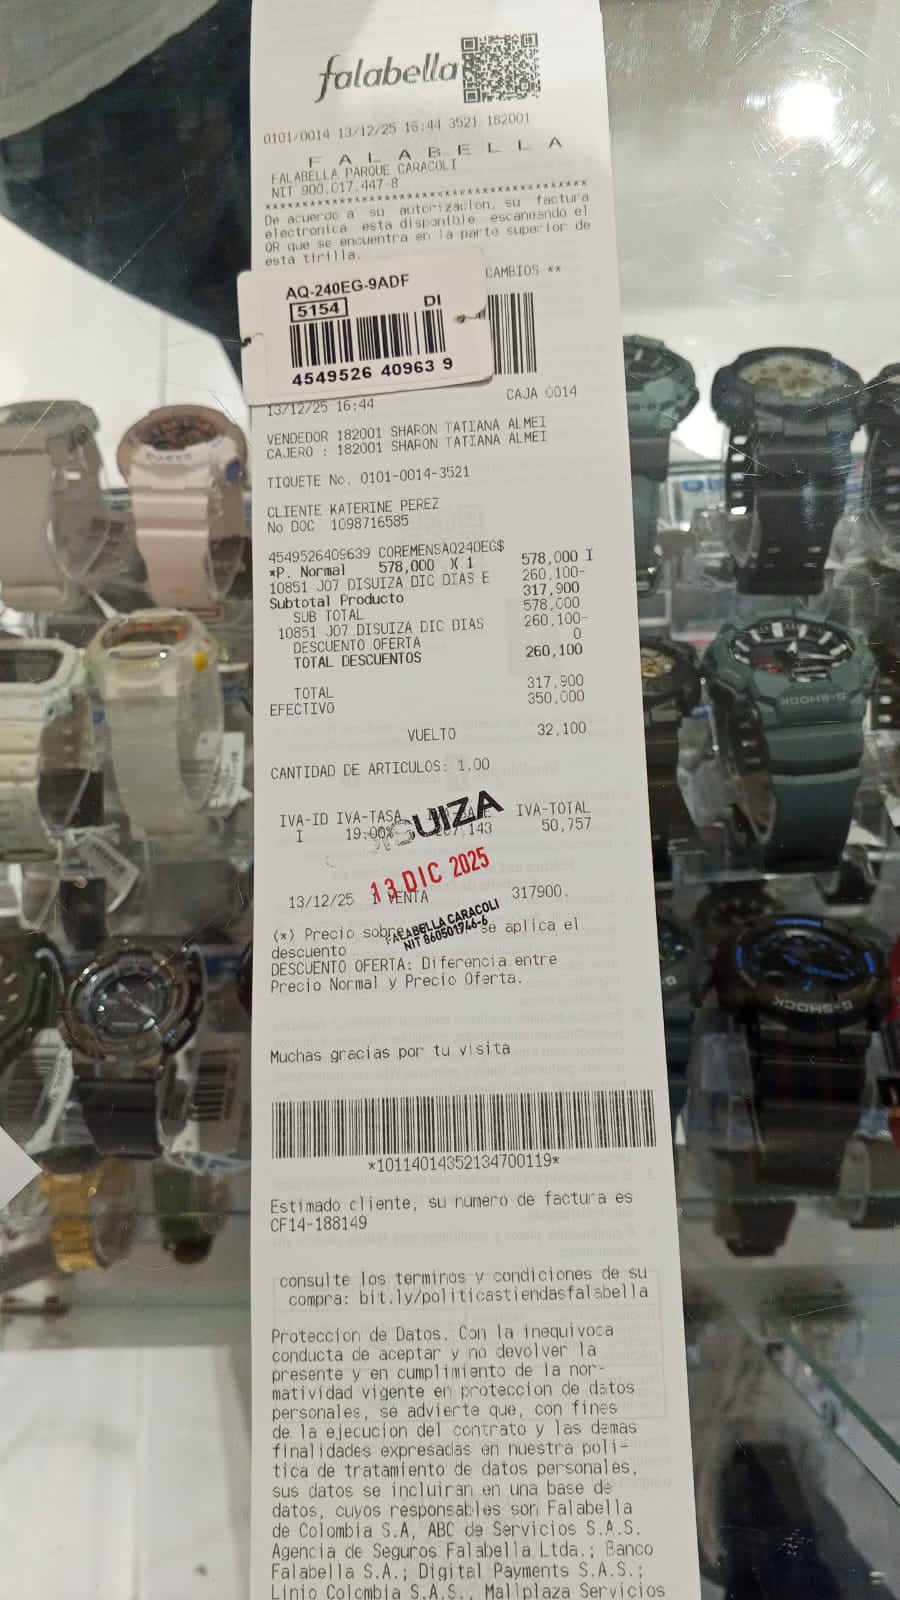 falabella
0101/0014 13/12/25 16:44 3521 182001
F A L A B E L L A
FALABELLA PARQUE CARACOLI
NIT 900.017.447-8
****************************************
De acuerdo a su autorizacion, su factura
electronica esta disponible escaneando el
QR que se encuentra en la parte superior de
esta tirilla.
CAMBIOS **
AQ-240EG-9ADF
5154 DI
4549526 40963 9
13/12/25 16:44 CAJA 0014
VENDEDOR 182001 SHARON TATIANA ALMEI
CAJERO : 182001 SHARON TATIANA ALMEI
TIQUETE No. 0101-0014-3521
CLIENTE KATERINE PEREZ
No DOC 1098716585
4549526409639 COREMENSAQ240EG$
*P. Normal 578,000 X 1 578,000 I
10851 J07 DISUIZA DIC DIAS E 260,100-
Subtotal Producto 317,900
SUB TOTAL 578,000
10851 J07 DISUIZA DIC DIAS 260,100-
DESCUENTO OFERTA 0
TOTAL DESCUENTOS 260,100
TOTAL 317,900
EFECTIVO 350,000
VUELTO 32,100
CANTIDAD DE ARTICULOS: 1.00
IVA-ID IVA-TASA IVA-TOTAL
I 19.00% 50,757
13 DIC 2025
13/12/25 1 VENTA 317900.
FALABELLA CARACOLI
NIT 860501746-6
(*) Precio sobre se aplica el
descuento
DESCUENTO OFERTA: Diferencia entre
Precio Normal y Precio Oferta.
Muchas gracias por tu visita
*10114014352134700119*
Estimado cliente, su numero de factura es
CF14-188149
consulte los terminos y condiciones de su
compra: bit.ly/politicastiendasfalabella
Proteccion de Datos. Con la inequivoca
conducta de aceptar y no devolver la
presente y en cumplimiento de la nor-
matividad vigente en proteccion de datos
personales, se advierte que, con fines
de la ejecucion del contrato y las demas
finalidades expresadas en nuestra poli-
tica de tratamiento de datos personales,
sus datos se incluiran en una base de
datos, cuyos responsables son Falabella
de Colombia S.A, ABC de Servicios S.A.S.
Agencia de Seguros Falabella Ltda.; Banco
Falabella S.A.; Digital Payments S.A.S.;
Linio Colombia S.A.S., Mallplaza Servicios
G-SHOCK
G-SHOCK